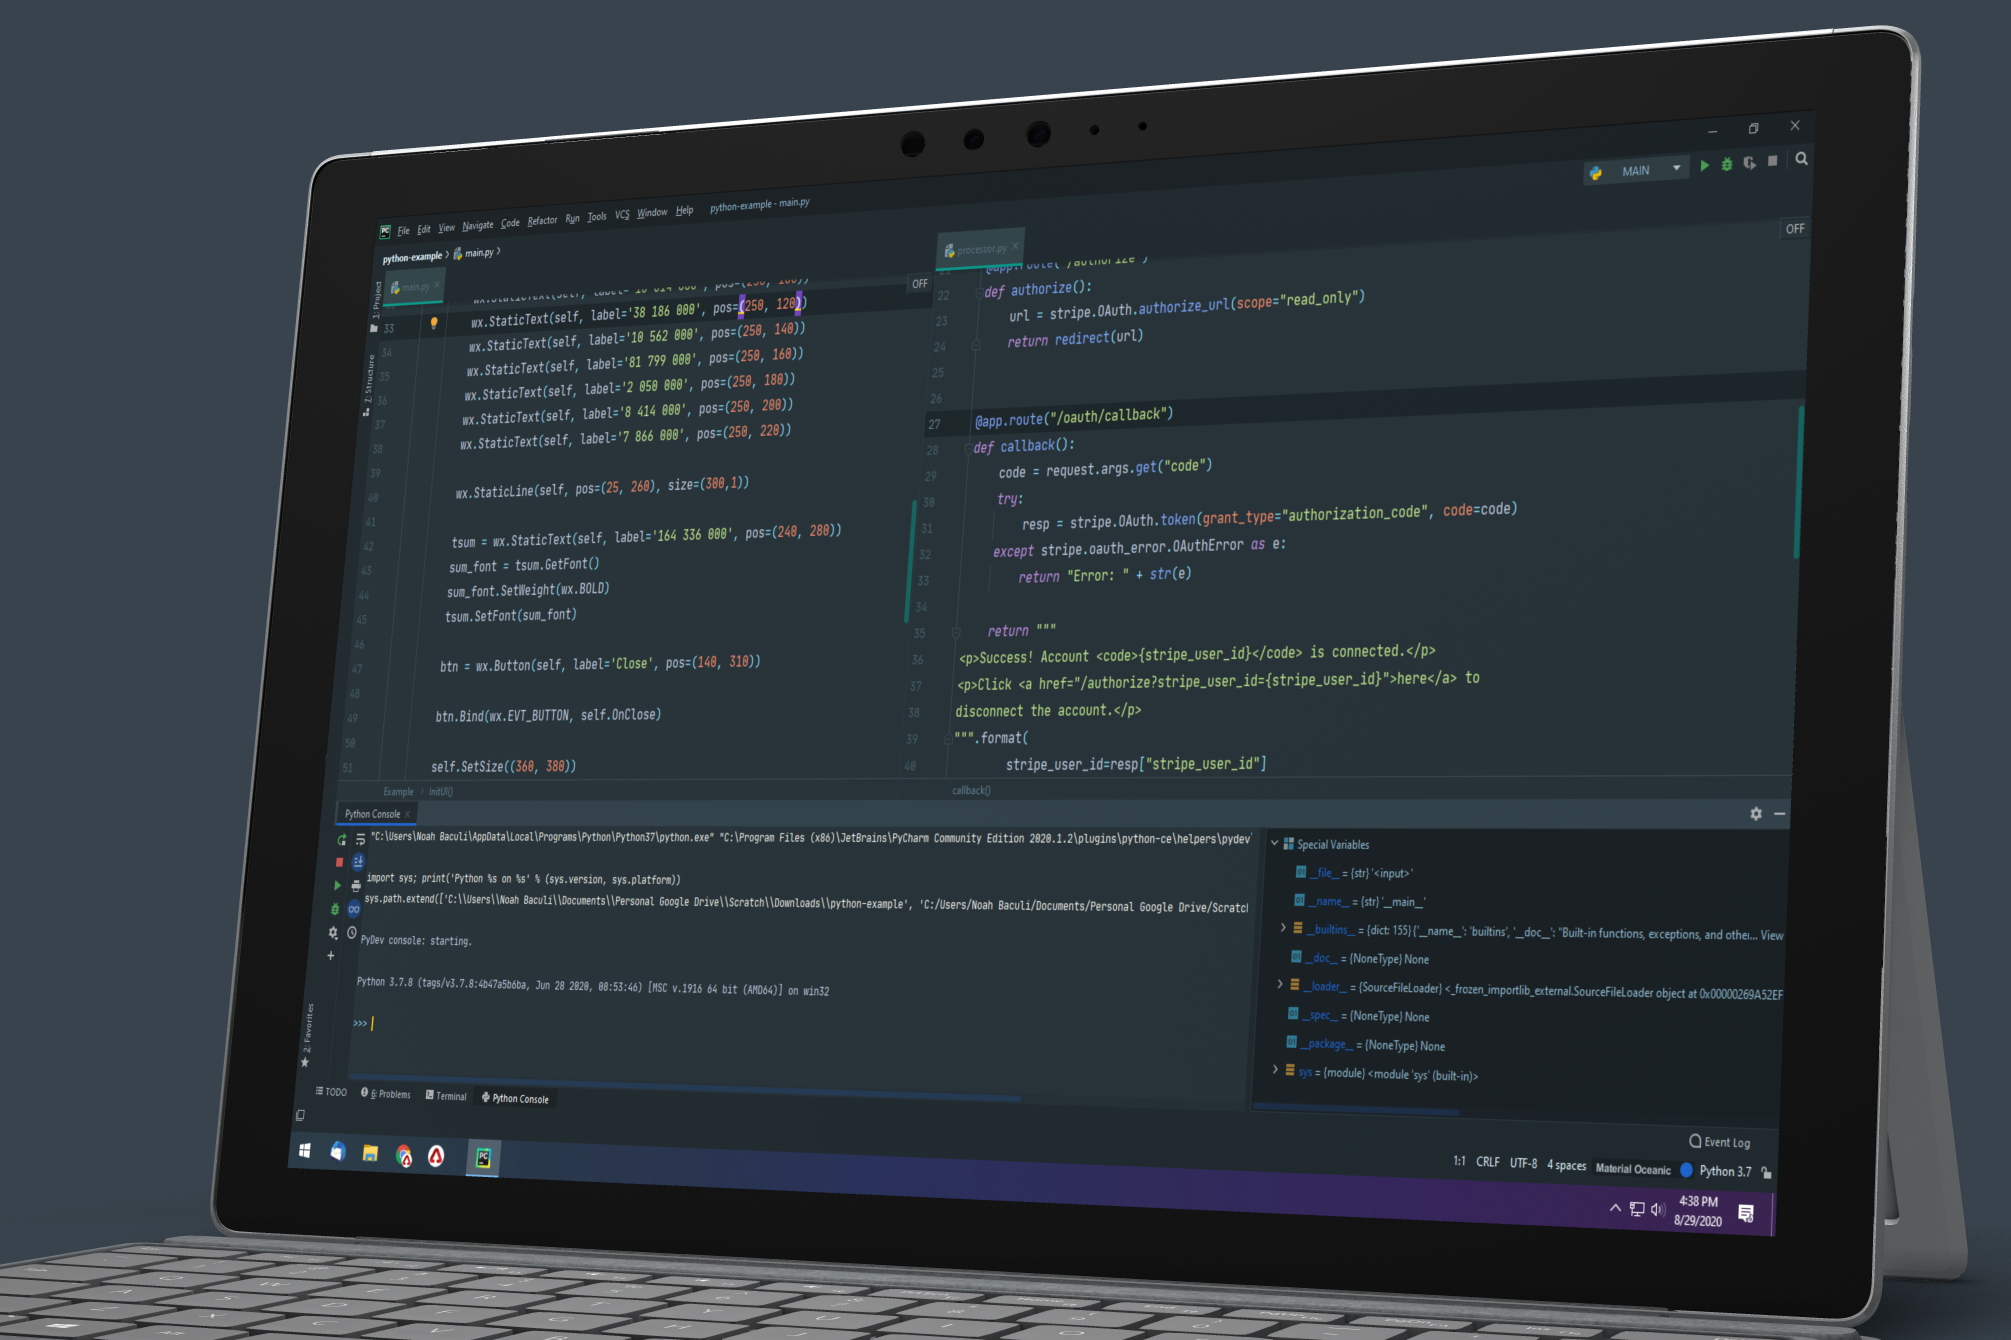 File Edit View Navigate Code Refactor Run Tools VCS Window Help python-example - main.py
MAIN
python-example main.py
main.py
OFF
1: Project
7: Structure
33 wx.StaticText(self, label='38 186 000', pos=(250, 120))
34 wx.StaticText(self, label='10 562 000', pos=(250, 140))
35 wx.StaticText(self, label='81 799 000', pos=(250, 160))
36 wx.StaticText(self, label='2 050 000', pos=(250, 180))
37 wx.StaticText(self, label='8 414 000', pos=(250, 200))
38 wx.StaticText(self, label='7 866 000', pos=(250, 220))
39
40 wx.StaticLine(self, pos=(25, 260), size=(300,1))
41
42 tsum = wx.StaticText(self, label='164 336 000', pos=(240, 280))
43 sum_font = tsum.GetFont()
44 sum_font.SetWeight(wx.BOLD)
45 tsum.SetFont(sum_font)
46
47 btn = wx.Button(self, label='Close', pos=(140, 310))
48
49 btn.Bind(wx.EVT_BUTTON, self.OnClose)
50
51 self.SetSize((360, 380))
Example InitUI()
processor.py
OFF
21 @app.route("/authorize")
22 def authorize():
23 url = stripe.OAuth.authorize_url(scope="read_only")
24 return redirect(url)
25
26
27 @app.route("/oauth/callback")
28 def callback():
29 code = request.args.get("code")
30 try:
31 resp = stripe.OAuth.token(grant_type="authorization_code", code=code)
32 except stripe.oauth_error.OAuthError as e:
33 return "Error: " + str(e)
34
35 return """
36 <p>Success! Account <code>{stripe_user_id}</code> is connected.</p>
37 <p>Click <a href="/authorize?stripe_user_id={stripe_user_id}">here</a> to
38 disconnect the account.</p>
39 """.format(
40 stripe_user_id=resp["stripe_user_id"]
callback()
Python Console
"C:\Users\Noah Baculi\AppData\Local\Programs\Python\Python37\python.exe" "C:\Program Files (x86)\JetBrains\PyCharm Community Edition 2020.1.2\plugins\python-ce\helpers\pydev\
import sys; print('Python %s on %s' % (sys.version, sys.platform))
sys.path.extend(['C:\\Users\\Noah Baculi\\Documents\\Personal Google Drive\\Scratch\\Downloads\\python-example', 'C:/Users/Noah Baculi/Documents/Personal Google Drive/Scratch
PyDev console: starting.
Python 3.7.8 (tags/v3.7.8:4b47a5b6ba, Jun 28 2020, 08:53:46) [MSC v.1916 64 bit (AMD64)] on win32
>>>
Special Variables
__file__ = {str} '<input>'
__name__ = {str} '__main__'
__builtins__ = {dict: 155} {'__name__': 'builtins', '__doc__': "Built-in functions, exceptions, and other... View
__doc__ = {NoneType} None
__loader__ = {SourceFileLoader} <_frozen_importlib_external.SourceFileLoader object at 0x00000269A52EF
__spec__ = {NoneType} None
__package__ = {NoneType} None
sys = {module} <module 'sys' (built-in)>
2: Favorites
TODO 6: Problems Terminal Python Console
Event Log
1:1 CRLF UTF-8 4 spaces Material Oceanic Python 3.7
4:38 PM
8/29/2020